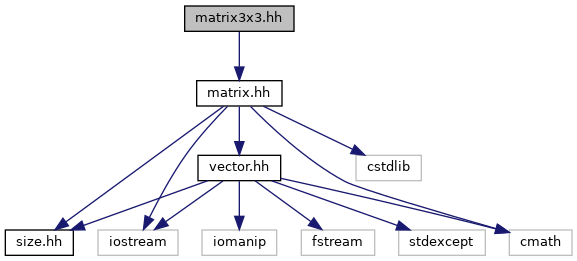 matrix3x3.hh
matrix.hh
vector.hh
cstdlib
size.hh
iostream
iomanip
fstream
stdexcept
cmath